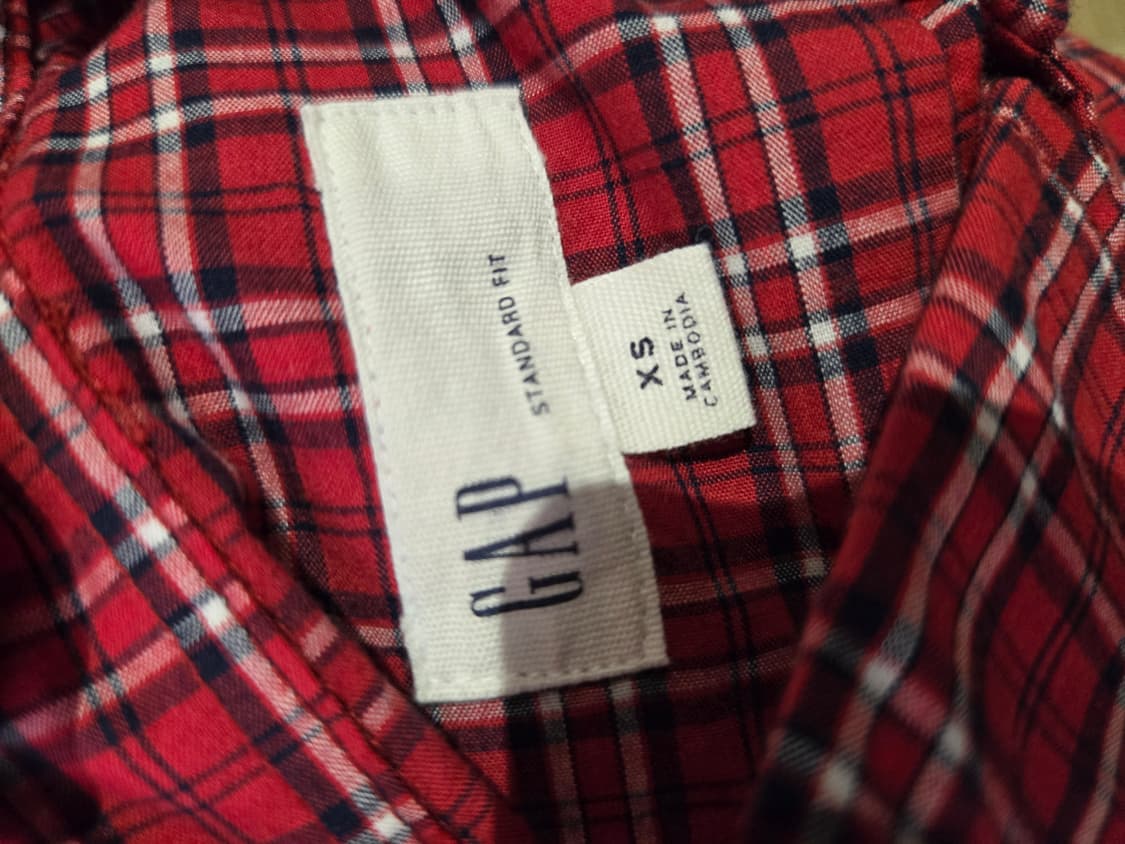 GAP
STANDARD FIT
XS
MADE IN
CAMBODIA